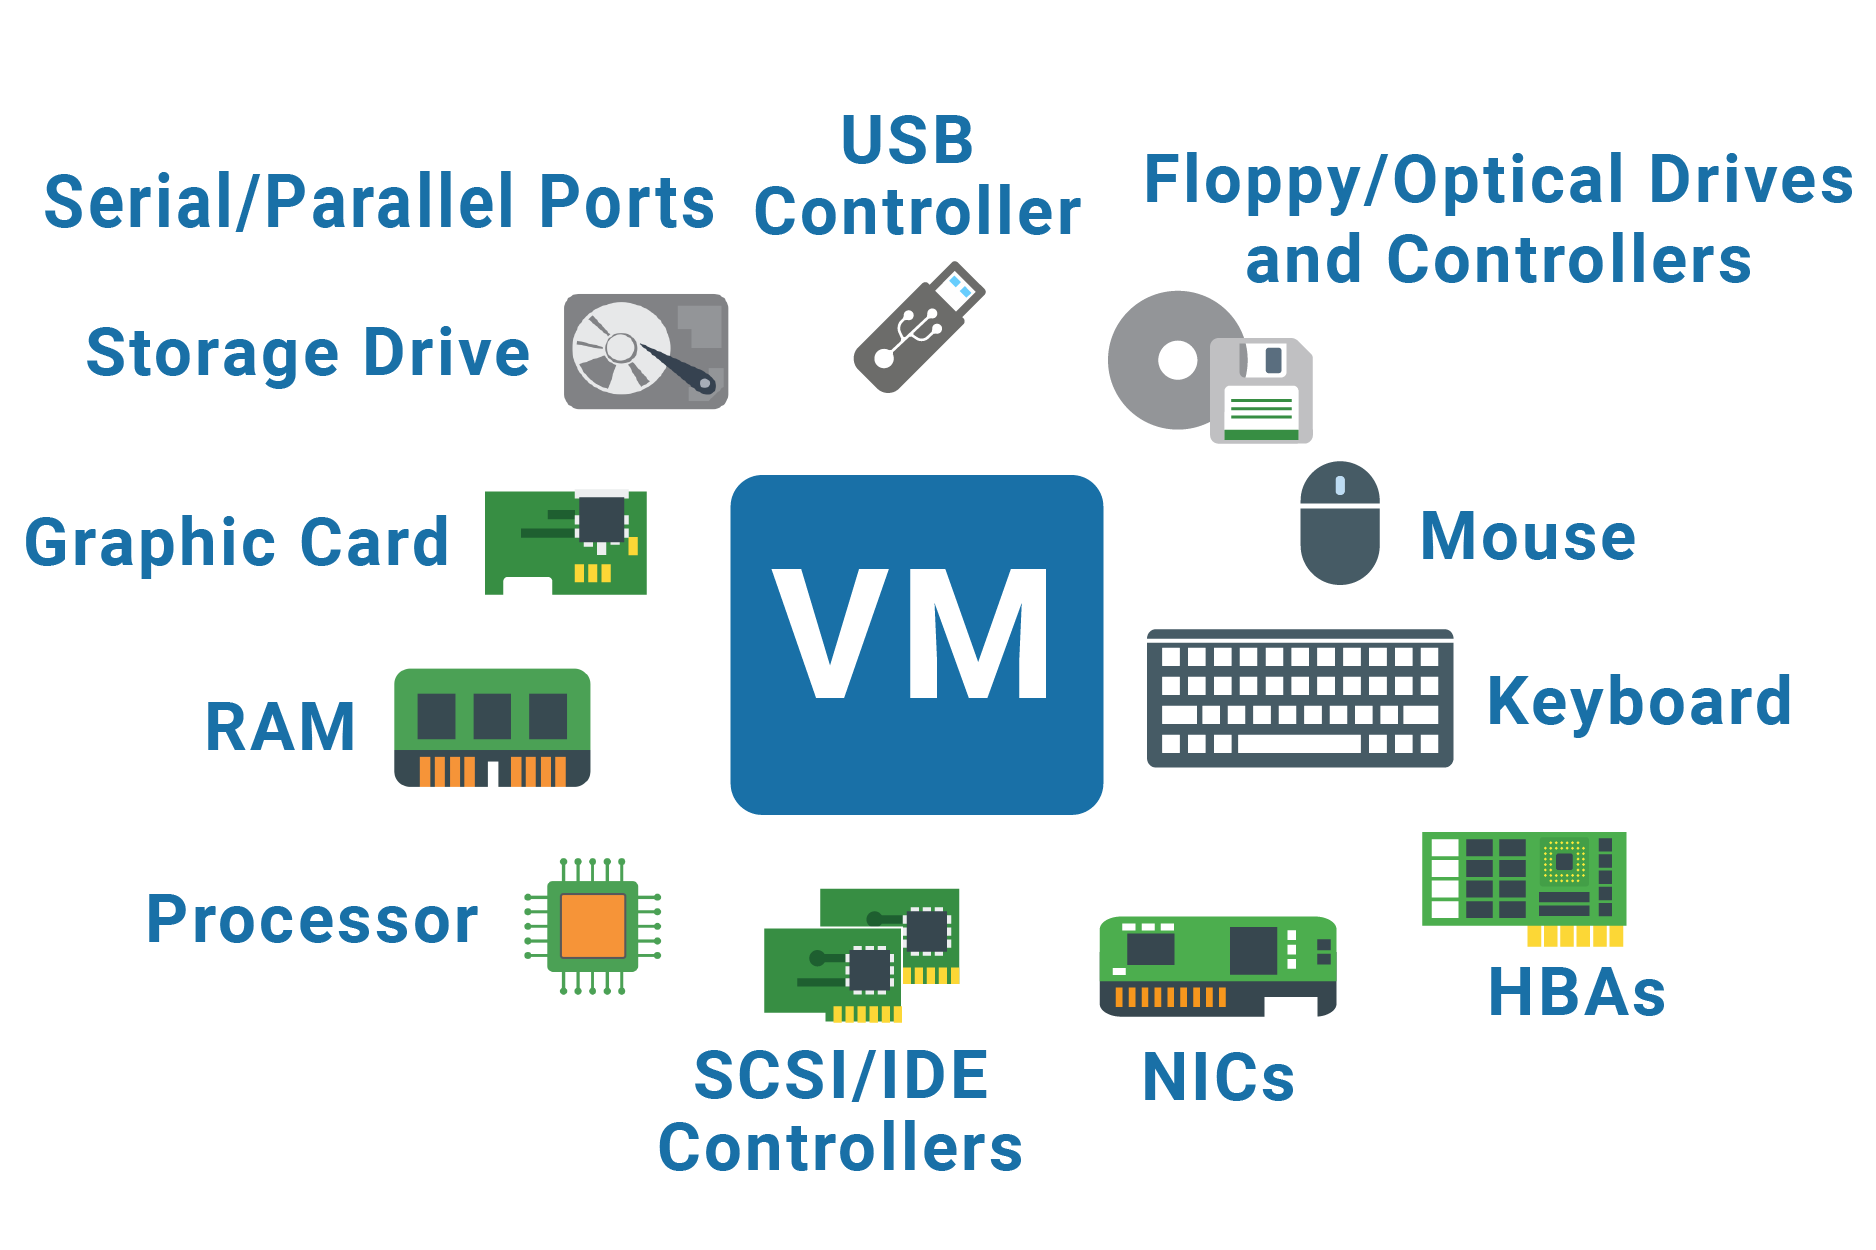 USB
Controller
Serial/Parallel Ports
Floppy/Optical Drives
and Controllers
Storage Drive
Graphic Card
VM
Mouse
RAM
Keyboard
Processor
HBAs
SCSI/IDE
Controllers
NICs